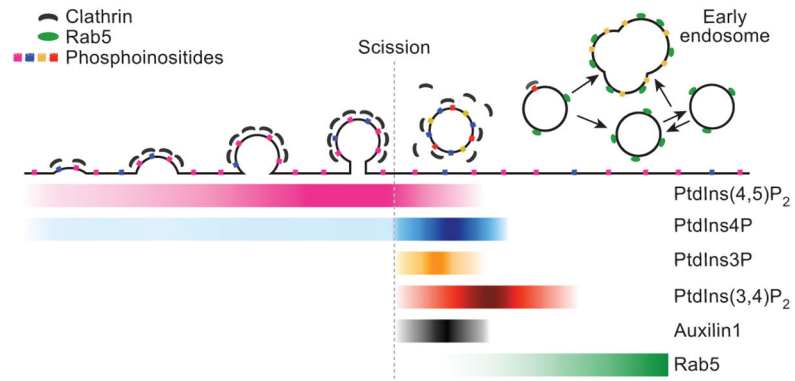 Clathrin
Rab5
Phosphoinositides
Scission
Early
endosome
PtdIns(4,5)P₂
PtdIns4P
PtdIns3P
PtdIns(3,4)P₂
Auxilin1
Rab5